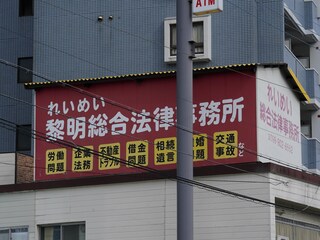 ATM
れいめい
黎明総合法律事務所
労働問題
企業法務
不動産トラブル
借金問題
相続遺言
婚 題
交通事故
など
れいめい
総合法律事務所